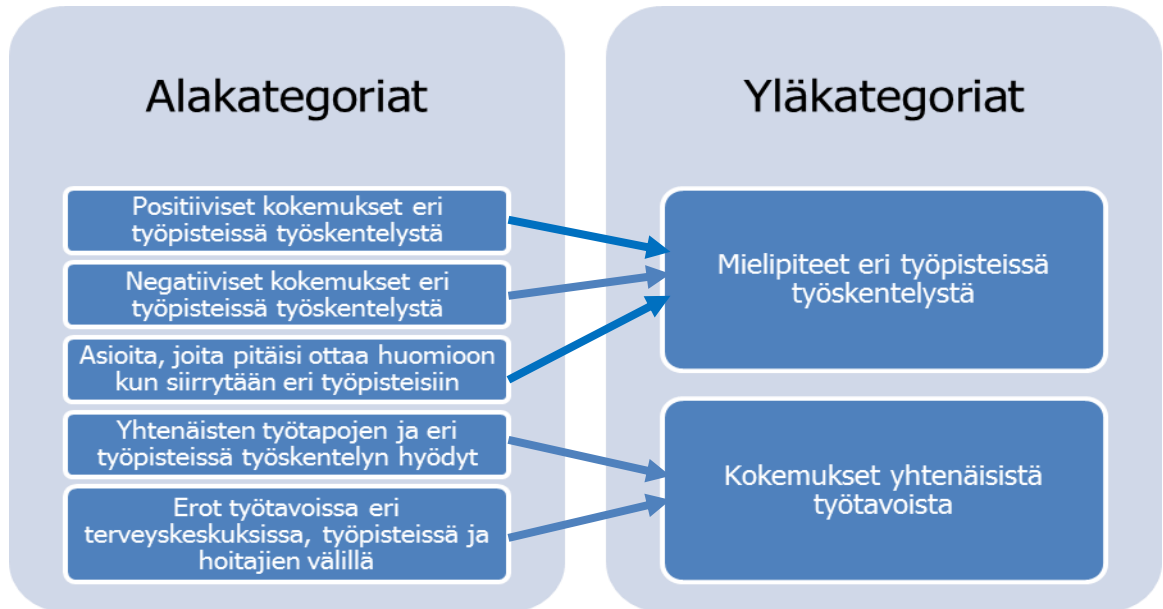 Alakategoriat
Positiiviset kokemukset eri
työpisteissä työskentelystä
Negatiiviset kokemukset eri
työpisteissä työskentelystä
Asioita, joita pitäisi ottaa huomioon
kun siirrytään eri työpisteisiin
Yhtenäisten työtapojen ja eri
työpisteissä työskentelyn hyödyt
Erot työtavoissa eri
terveyskeskuksissa, työpisteissä ja
hoitajien välillä
Yläkategoriat
Mielipiteet eri työpisteissä
työskentelystä
Kokemukset yhtenäisistä
työtavoista